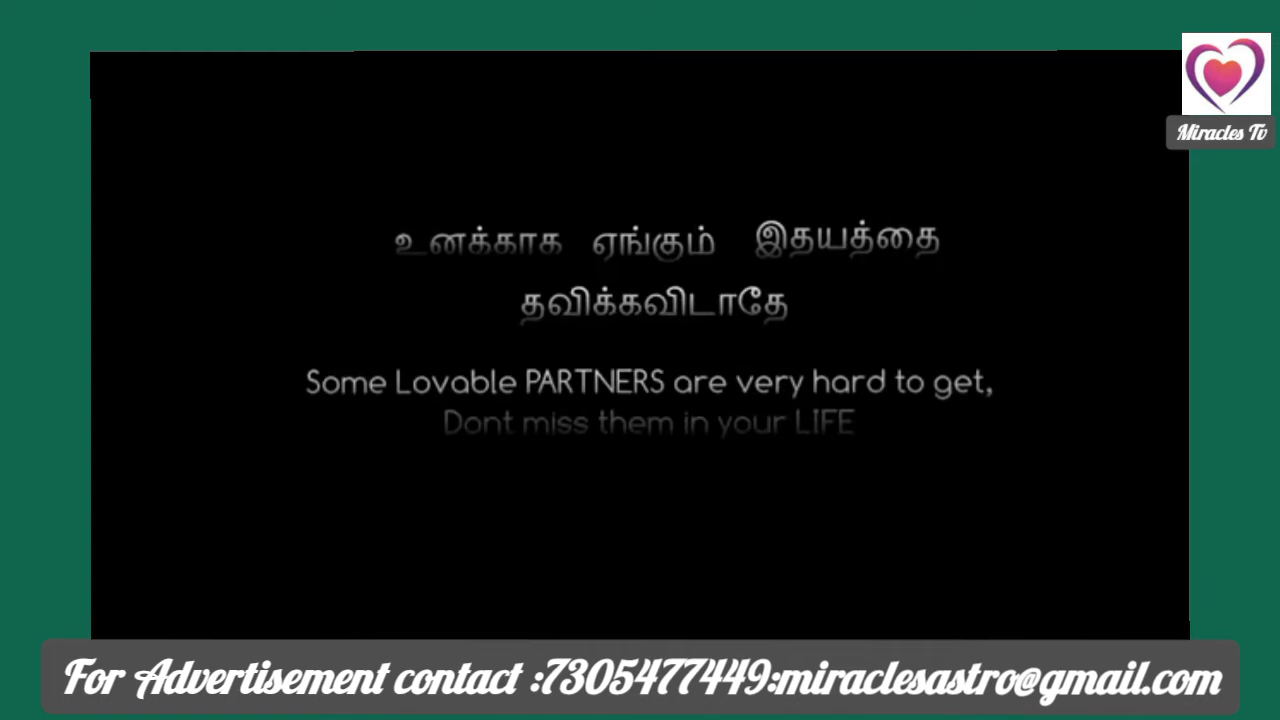 Miracles Tv
உனக்காக ஏங்கும் இதயத்தை
தவிக்கவிடாதே
Some Lovable PARTNERS are very hard to get,
Dont miss them in your LIFE
For Advertisement contact :7305477449:miraclesastro@gmail.com